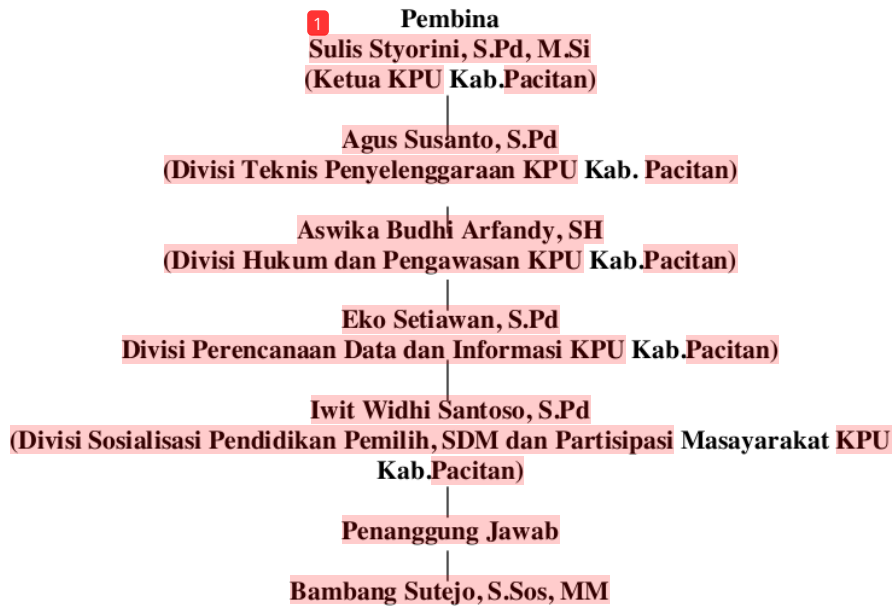 1
Pembina
Sulis Styorini, S.Pd, M.Si
(Ketua KPU Kab.Pacitan)
Agus Susanto, S.Pd
(Divisi Teknis Penyelenggaraan KPU Kab. Pacitan)
Aswika Budhi Arfandy, SH
(Divisi Hukum dan Pengawasan KPU Kab.Pacitan)
Eko Setiawan, S.Pd
Divisi Perencanaan Data dan Informasi KPU Kab.Pacitan)
Iwit Widhi Santoso, S.Pd
(Divisi Sosialisasi Pendidikan Pemilih, SDM dan Partisipasi Masayarakat KPU
Kab.Pacitan)
Penanggung Jawab
Bambang Sutejo, S.Sos, MM